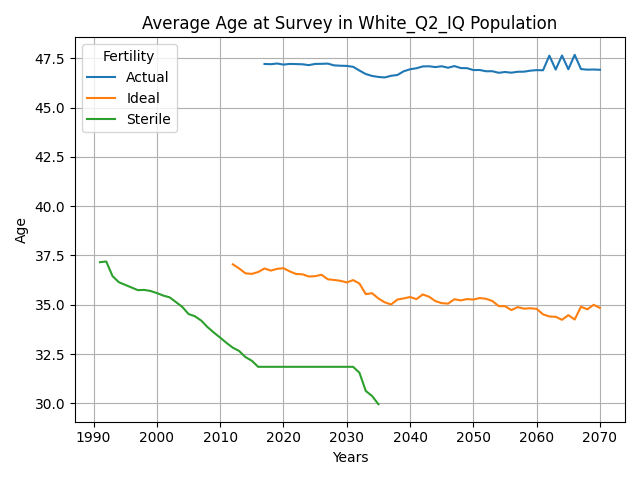 Average Age at Survey in White_Q2_IQ Population
Fertility
Actual
Ideal
Sterile
47.5
45.0
42.5
40.0
37.5
35.0
32.5
30.0
Age
1990 2000 2010 2020 2030 2040 2050 2060 2070
Years